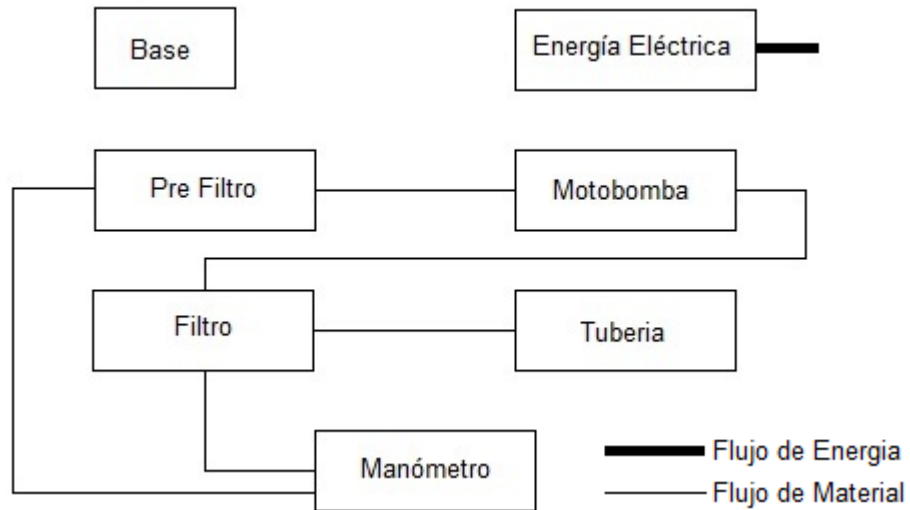 Base
Energía Eléctrica
Pre Filtro
Motobomba
Filtro
Tuberia
Manómetro
Flujo de Energia
Flujo de Material